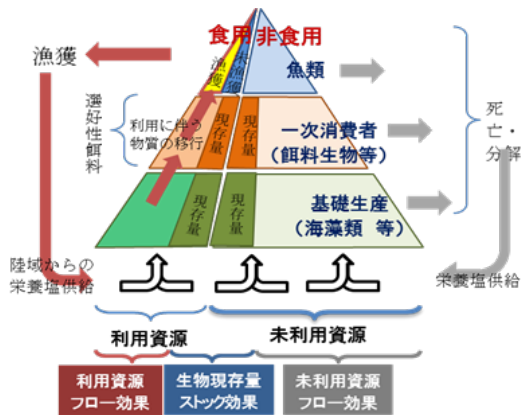 食用 非食用
漁獲
漁獲
未漁獲
魚類
選好性餌料
利用に伴う
物質の移行
現存量
現存量
一次消費者
(餌料生物等)
死亡・分解
現存量
現存量
基礎生産
(海藻類 等)
陸域からの
栄養塩供給
栄養塩供給
利用資源
未利用資源
利用資源
フロー効果
生物現存量
ストック効果
未利用資源
フロー効果